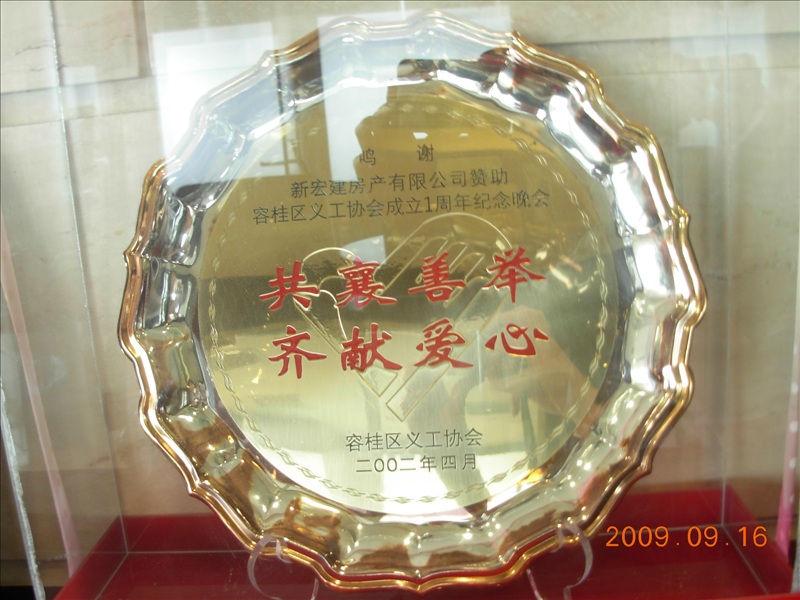 鸣 谢
新宏建房产有限公司赞助
容桂区义工协会成立1周年纪念晚会
共襄善举
齐献爱心
容桂区义工协会
二00二年四月
2009.09.16